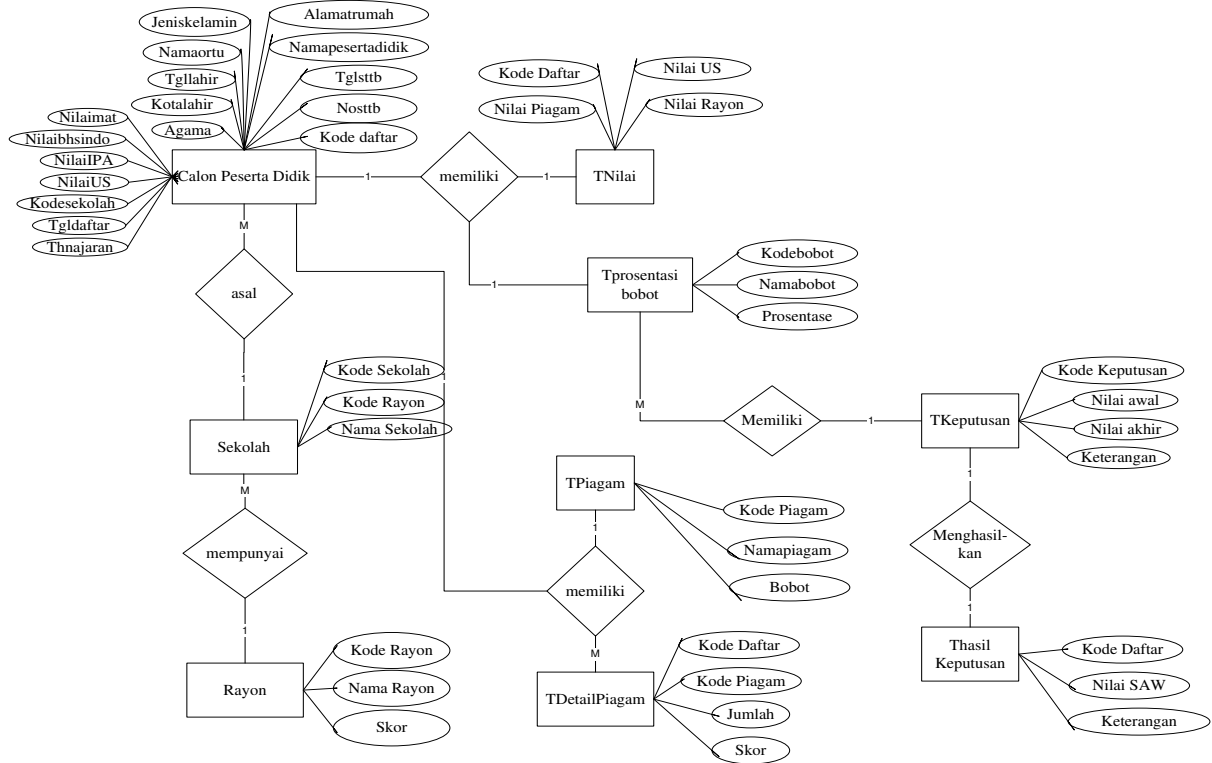 Jeniskelamin
Alamatrumah
Namaortu
Namapesertadidik
Tgllahir
Tglsttb
Kotalahir
Nosttb
Agama
Kode daftar
Nilaimat
Nilaibhsindo
NilaiIPA
NilaiUS
Kodesekolah
Tgldaftar
Thnajaran
Calon Peserta Didik
1
memiliki
1
TNilai
Kode Daftar
Nilai US
Nilai Piagam
Nilai Rayon
M
asal
1
1
Tprosentasi
bobot
Kodebobot
Namabobot
Prosentase
M
Memiliki
1
TKeputusan
Kode Keputusan
Nilai awal
Nilai akhir
Keterangan
1
Menghasil-
kan
1
Thasil
Keputusan
Kode Daftar
Nilai SAW
Keterangan
Sekolah
Kode Sekolah
Kode Rayon
Nama Sekolah
1
M
mempunyai
1
Rayon
Kode Rayon
Nama Rayon
Skor
TPiagam
Kode Piagam
Namapiagam
Bobot
1
memiliki
M
TDetailPiagam
Kode Daftar
Kode Piagam
Jumlah
Skor